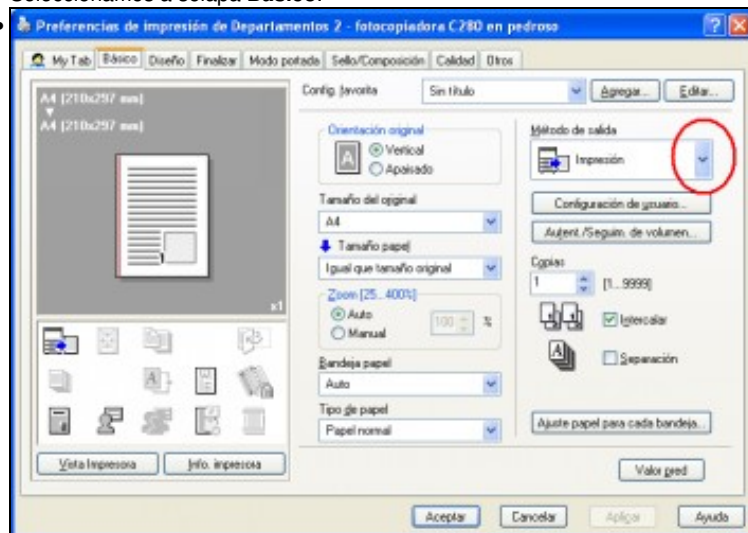 Preferencias de impresión de Departamentos 2 - fotocopiadora C280 en pedroso
My Tab Básico Diseño Finalizar Modo portada Sello/Composición Calidad Otros
A4 [210x297 mm]
A4 [210x297 mm]
x1
Vista Impresora Info. impresora
Config. favorita Sin título Agregar... Editar...
Orientación original
A Vertical
Apaisado
Tamaño del original
A4
Tamaño papel
Igual que tamaño original
Zoom [25...400%]
Auto
Manual
100 %
Bandeja papel
Auto
Tipo de papel
Papel normal
Método de salida
Impresión
Configuración de usuario...
Autent./Seguim. de volumen...
Copias
1 [1...9999]
Intercalar
Separación
Ajuste papel para cada bandeja...
Valor pred
Aceptar Cancelar Aplicar Ayuda